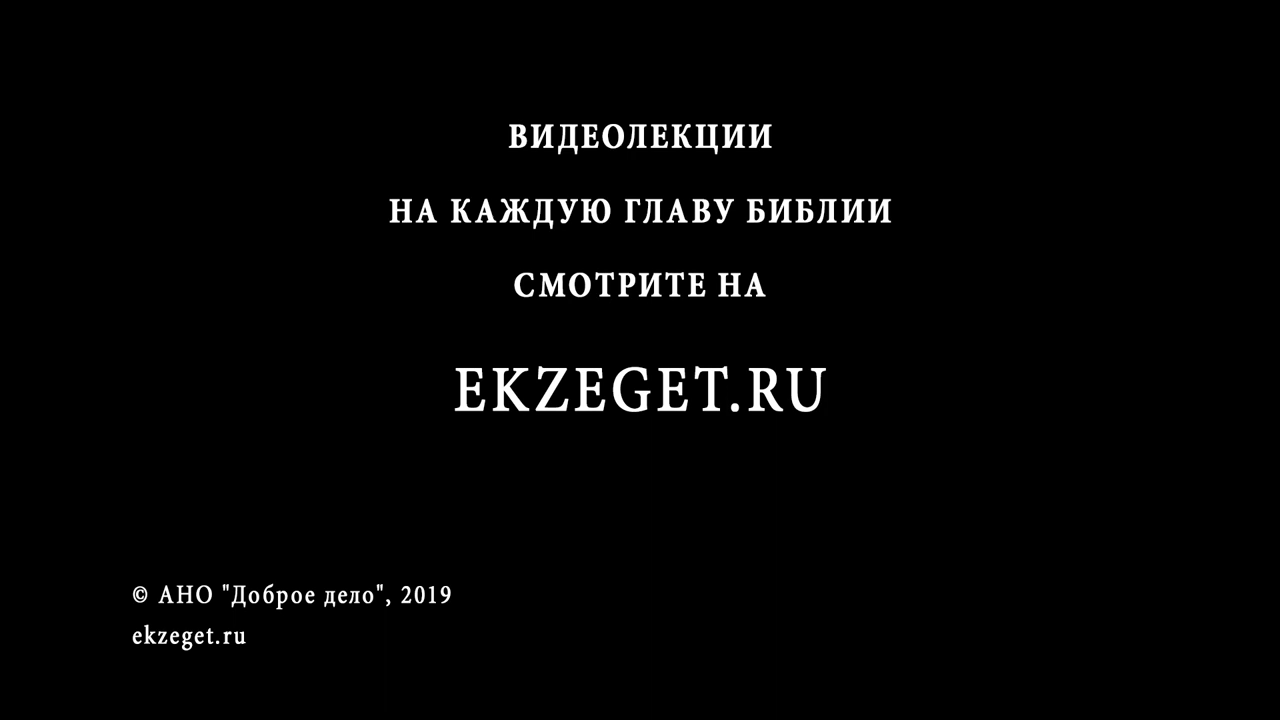 ВИДЕОЛЕКЦИИ
НА КАЖДУЮ ГЛАВУ БИБЛИИ
СМОТРИТЕ НА
EKZEGET.RU
© АНО "Доброе дело", 2019
ekzeget.ru